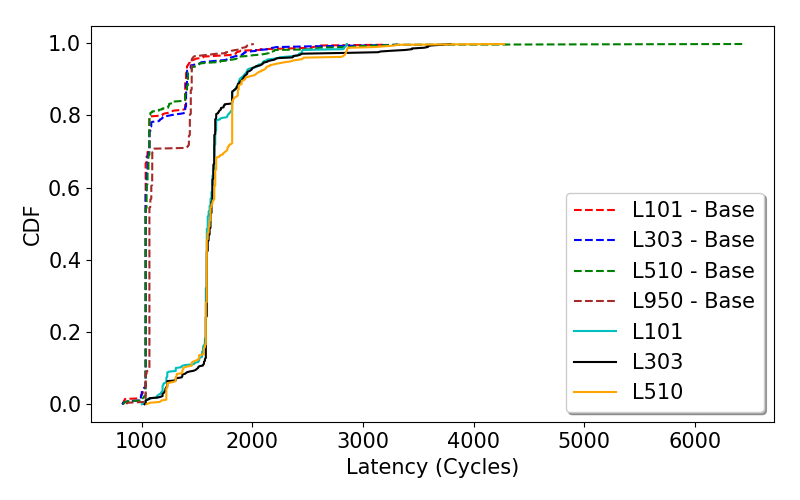 1.0
0.8
0.6
0.4
0.2
0.0
CDF
1000 2000 3000 4000 5000 6000
Latency (Cycles)
L101 - Base
L303 - Base
L510 - Base
L950 - Base
L101
L303
L510